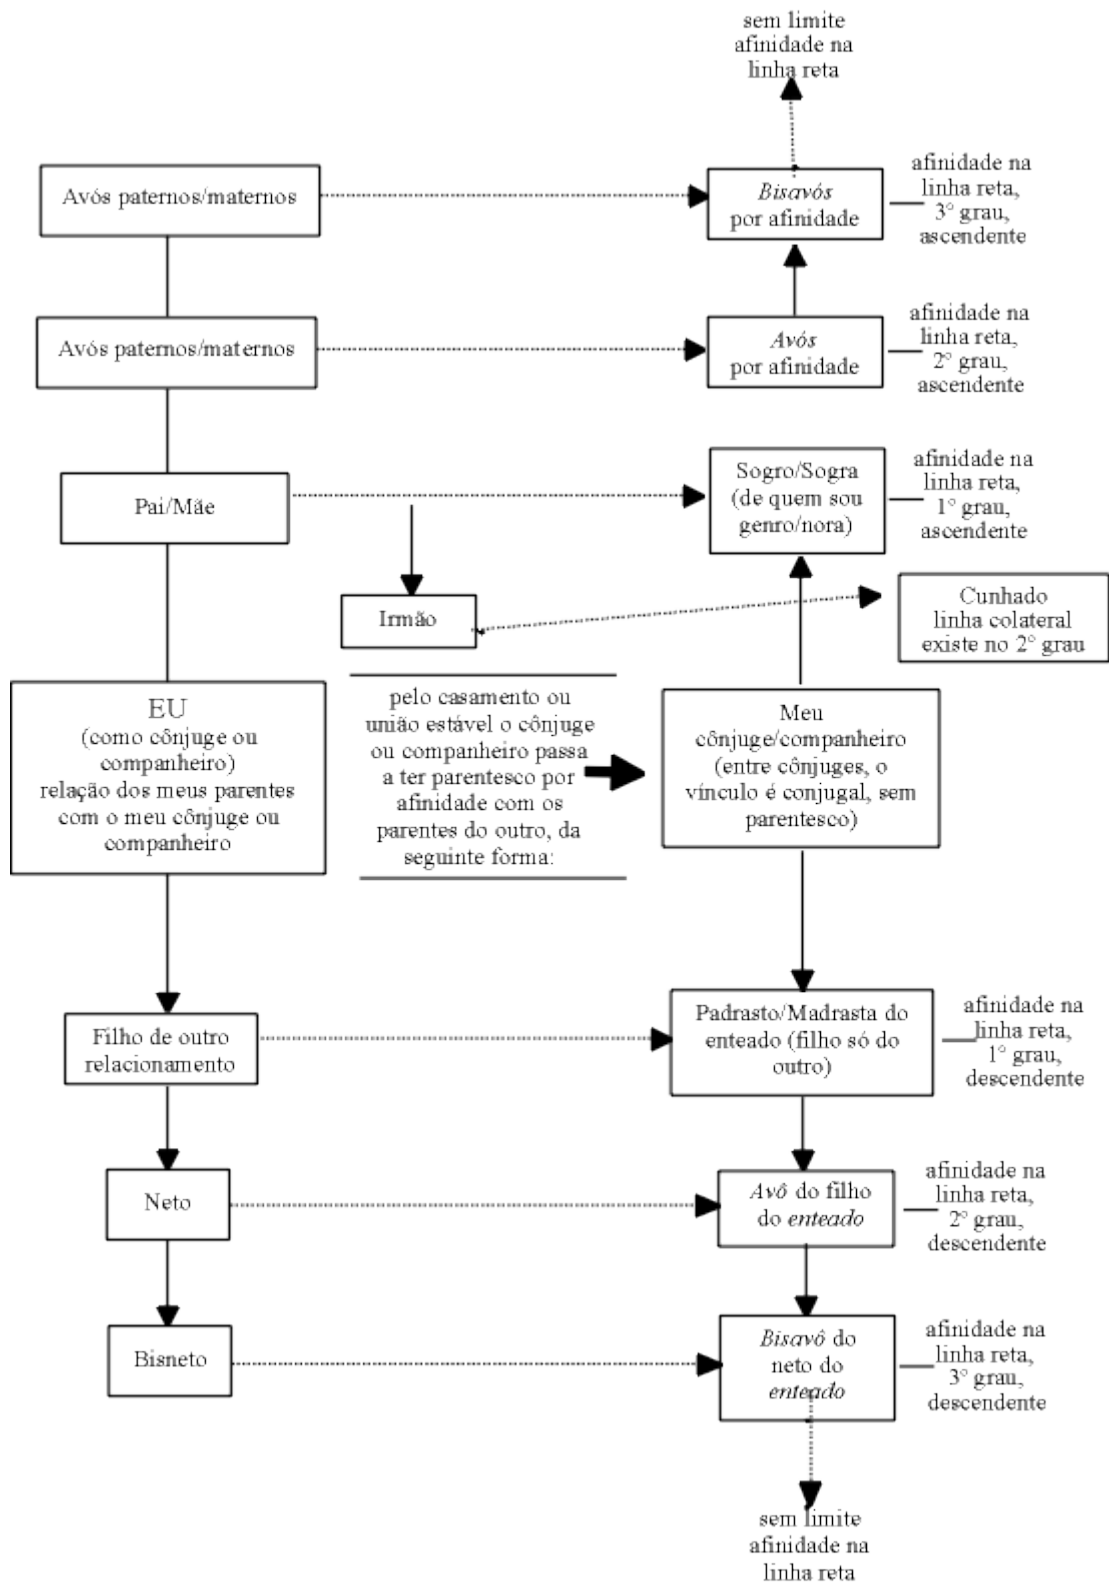 sem limite
afinidade na
linha reta
Avós paternos/maternos
Bisavós
por afinidade
afinidade na
linha reta,
3º grau,
ascendente
Avós paternos/maternos
Avós
por afinidade
afinidade na
linha reta,
2º grau,
ascendente
Pai/Mãe
Sogro/Sogra
(de quem sou
genro/nora)
afinidade na
linha reta,
1º grau,
ascendente
Irmão
Cunhado
linha colateral
existe no 2º grau
EU
(como cônjuge ou
companheiro)
relação dos meus parentes
com o meu cônjuge ou
companheiro
pelo casamento ou
união estável o cônjuge
ou companheiro passa
a ter parentesco por
afinidade com os
parentes do outro, da
seguinte forma:
Meu
cônjuge/companheiro
(entre cônjuges, o
vínculo é conjugal, sem
parentesco)
Filho de outro
relacionamento
Padrasto/Madrasta do
enteado (filho só do
outro)
afinidade na
linha reta,
1º grau,
descendente
Neto
Avô do filho
do enteado
afinidade na
linha reta,
2º grau,
descendente
Bisneto
Bisavô do
neto do
enteado
afinidade na
linha reta,
3º grau,
descendente
sem limite
afinidade na
linha reta